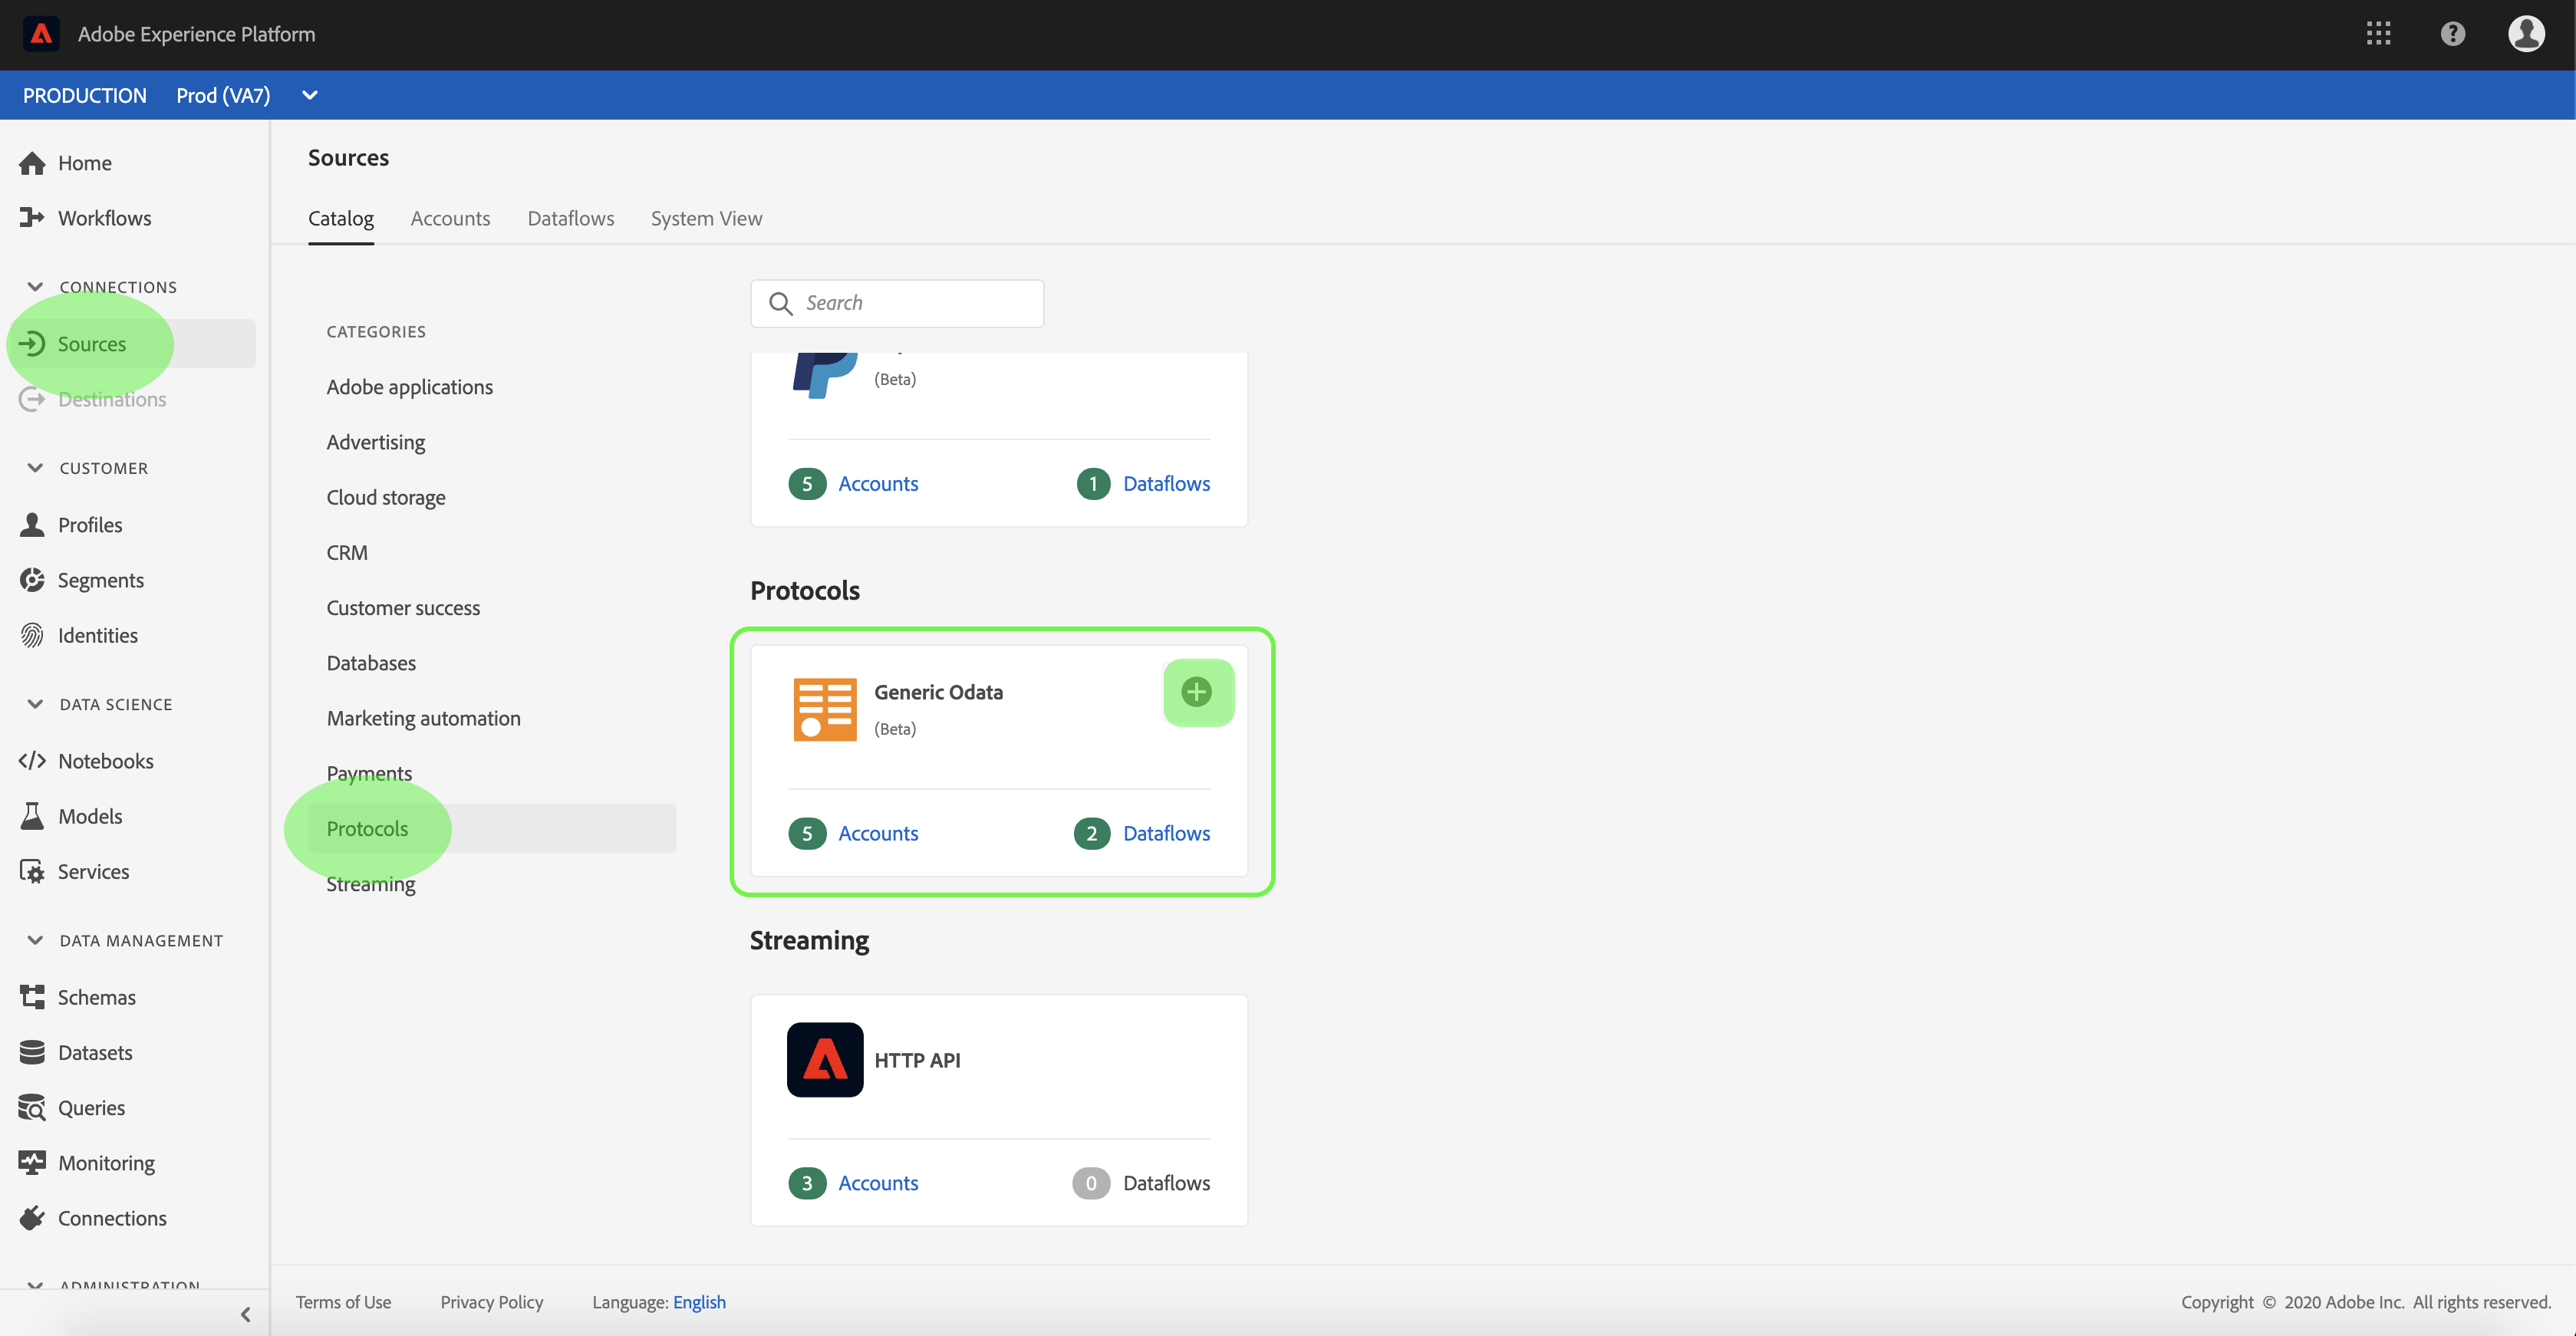 Adobe Experience Platform
PRODUCTION Prod (VA7)
Home
Workflows
CONNECTIONS
Sources
Destinations
CUSTOMER
Profiles
Segments
Identities
DATA SCIENCE
Notebooks
Models
Services
DATA MANAGEMENT
Schemas
Datasets
Queries
Monitoring
Connections
ADMINISTRATION
Sources
Catalog Accounts Dataflows System View
CATEGORIES
Adobe applications
Advertising
Cloud storage
CRM
Customer success
Databases
Marketing automation
Payments
Protocols
Streaming
Search
(Beta)
5 Accounts 1 Dataflows
Protocols
Generic Odata
(Beta)
5 Accounts 2 Dataflows
Streaming
HTTP API
3 Accounts 0 Dataflows
Terms of Use Privacy Policy Language: English Copyright © 2020 Adobe Inc. All rights reserved.